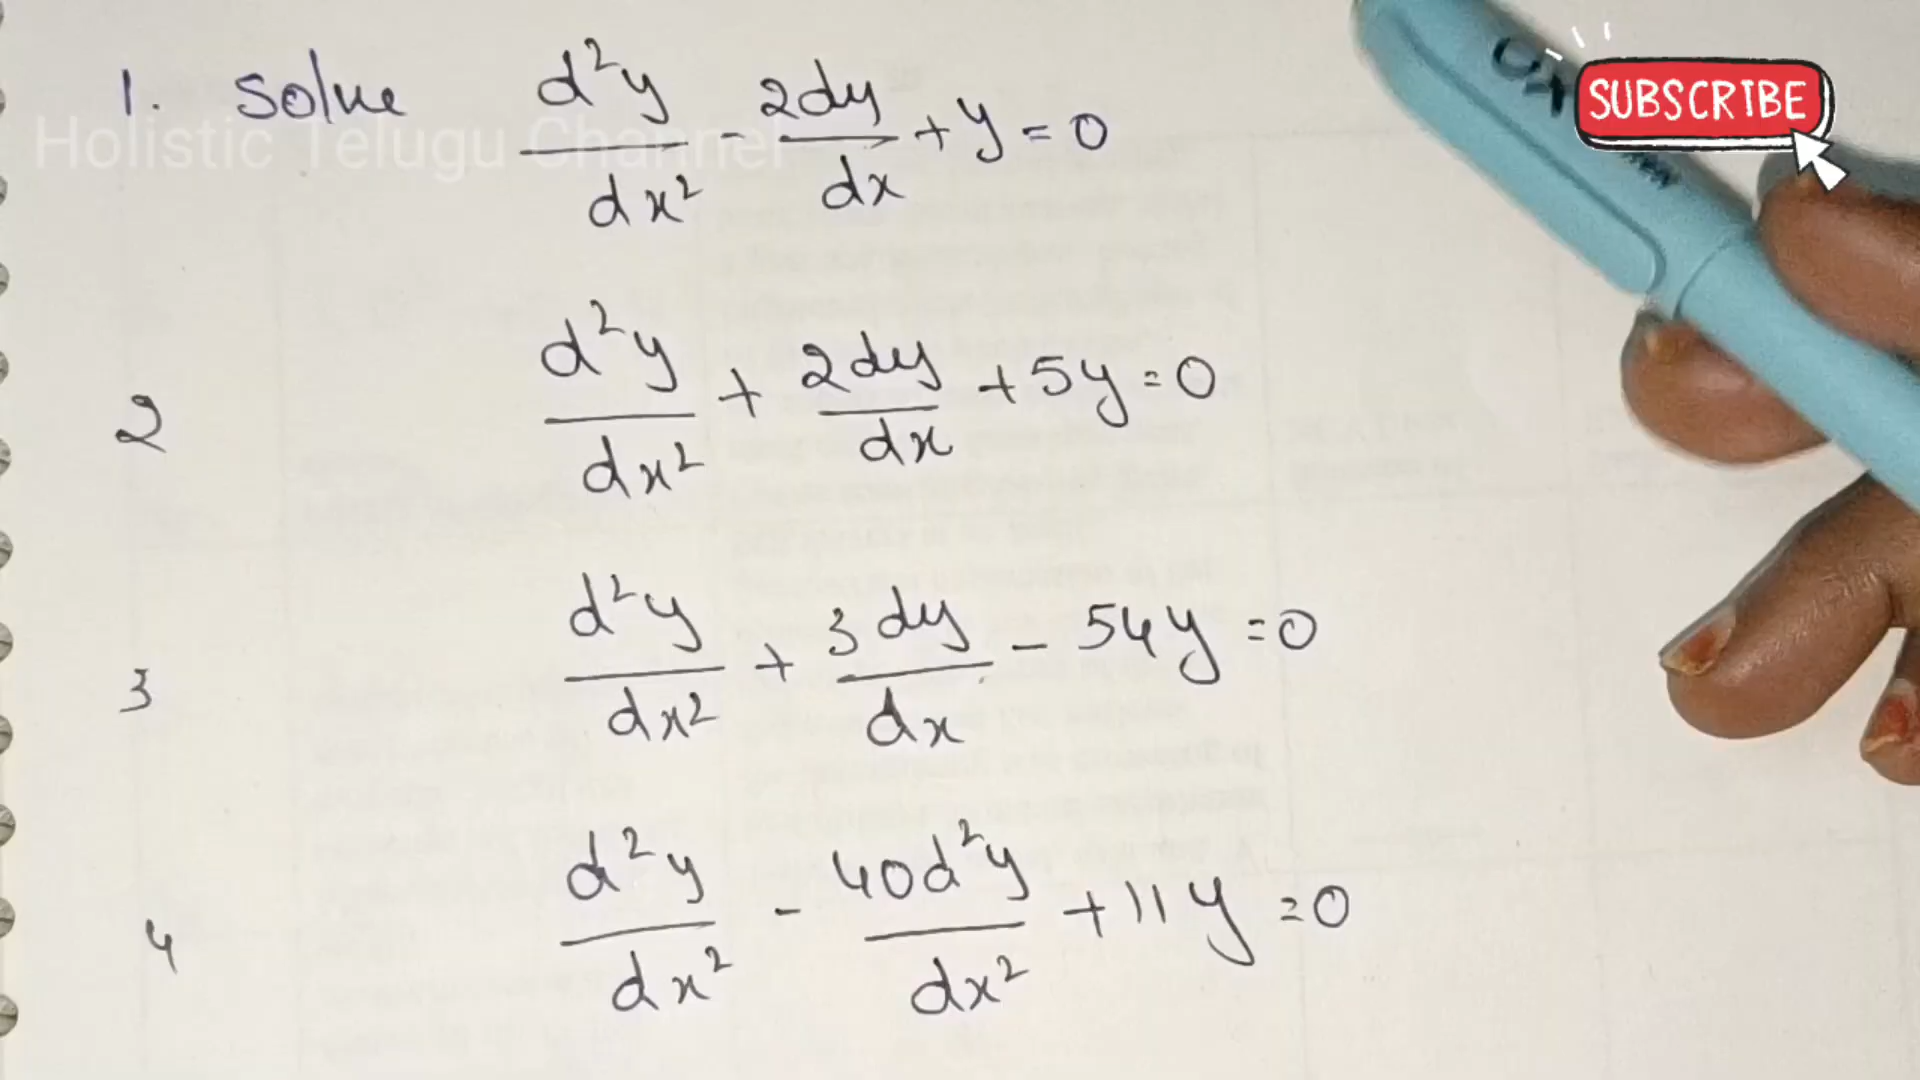 1. Solve d²y/dx² - 2dy/dx + y = 0
Holistic Telugu Channel
SUBSCRIBE
2 d²y/dx² + 2dy/dx + 5y = 0
3 d²y/dx² + 3dy/dx - 54y = 0
4 d²y/dx² - 40d²y/dx² + 11y = 0